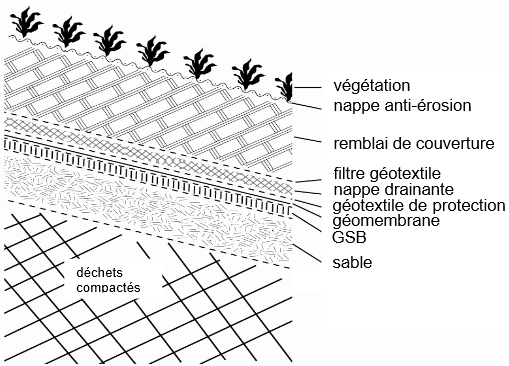 végétation
nappe anti-érosion
remblai de couverture
filtre géotextile
nappe drainante
géotextile de protection
géomembrane
GSB
sable
déchets
compactés